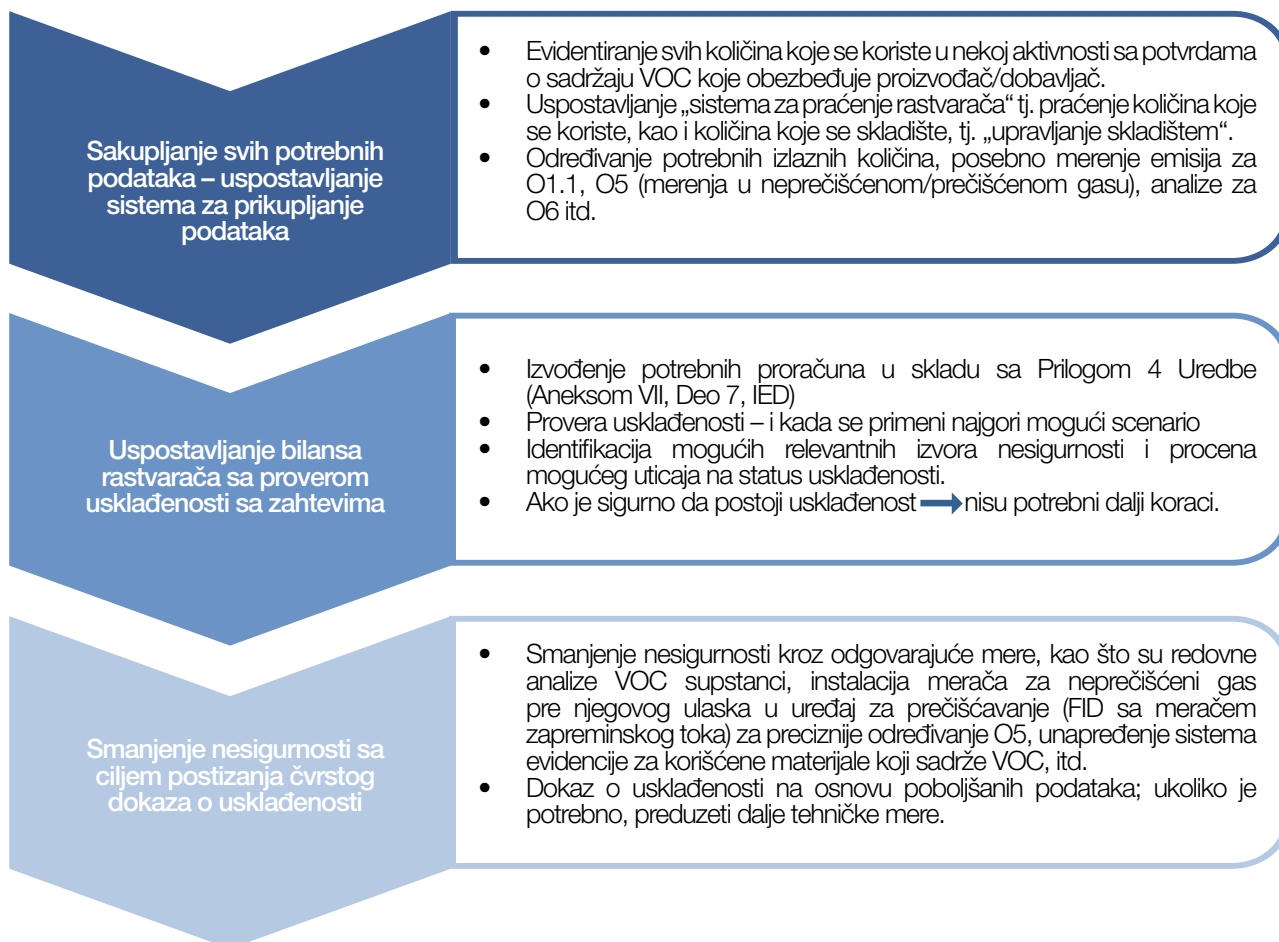 Sakupljanje svih potrebnih
podataka – uspostavljanje
sistema za prikupljanje
podataka
• Evidentiranje svih količina koje se koriste u nekoj aktivnosti sa potvrdama
o sadržaju VOC koje obezbeđuje proizvođač/dobavljač.
• Uspostavljanje „sistema za praćenje rastvarača“ tj. praćenje količina koje
se koriste, kao i količina koje se skladište, tj. „upravljanje skladištem“.
• Određivanje potrebnih izlaznih količina, posebno merenje emisija za
O1.1, O5 (merenja u neprečišćenom/prečišćenom gasu), analize za
O6 itd.
Uspostavljanje bilansa
rastvarača sa proverom
usklađenosti sa zahtevima
• Izvođenje potrebnih proračuna u skladu sa Prilogom 4 Uredbe
(Aneksom VII, Deo 7, IED)
• Provera usklađenosti – i kada se primeni najgori mogući scenario
• Identifikacija mogućih relevantnih izvora nesigurnosti i procena
mogućeg uticaja na status usklađenosti.
• Ako je sigurno da postoji usklađenost → nisu potrebni dalji koraci.
Smanjenje nesigurnosti sa
ciljem postizanja čvrstog
dokaza o usklađenosti
• Smanjenje nesigurnosti kroz odgovarajuće mere, kao što su redovne
analize VOC supstanci, instalacija merača za neprečišćeni gas
pre njegovog ulaska u uređaj za prečišćavanje (FID sa meračem
zapreminskog toka) za preciznije određivanje O5, unapređenje sistema
evidencije za korišćene materijale koji sadrže VOC, itd.
• Dokaz o usklađenosti na osnovu poboljšanih podataka; ukoliko je
potrebno, preduzeti dalje tehničke mere.